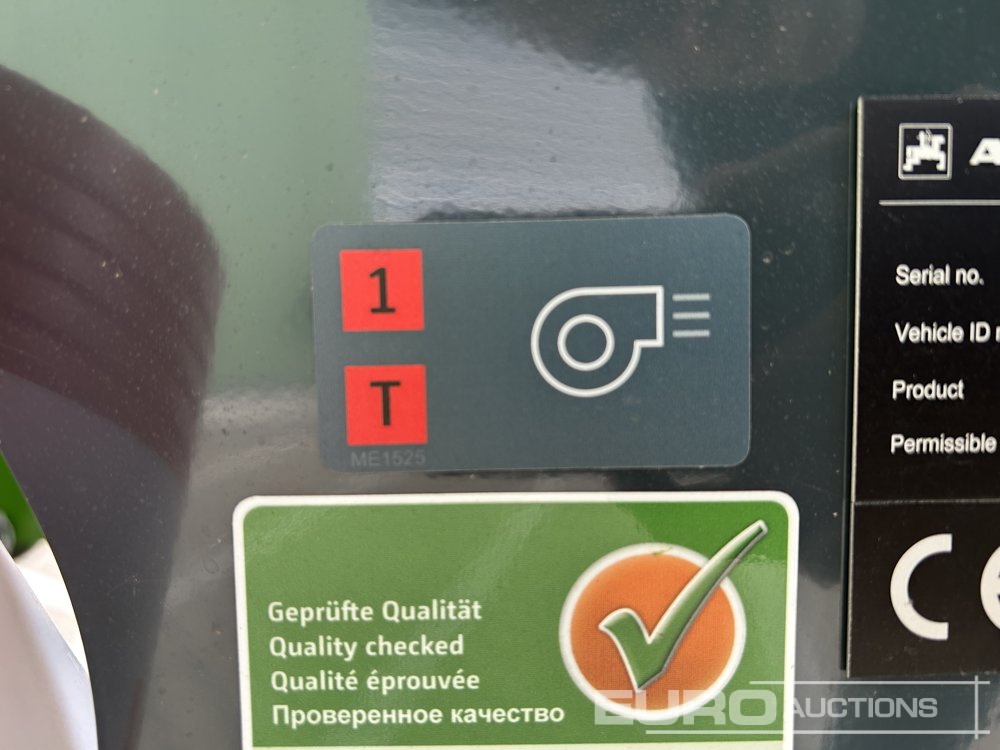 1
T
ME1525
Serial no.
Vehicle ID
Product
Permissible
CE
Geprüfte Qualität
Quality checked
Qualité éprouvée
Проверенное качество
EURO AUCTIONS